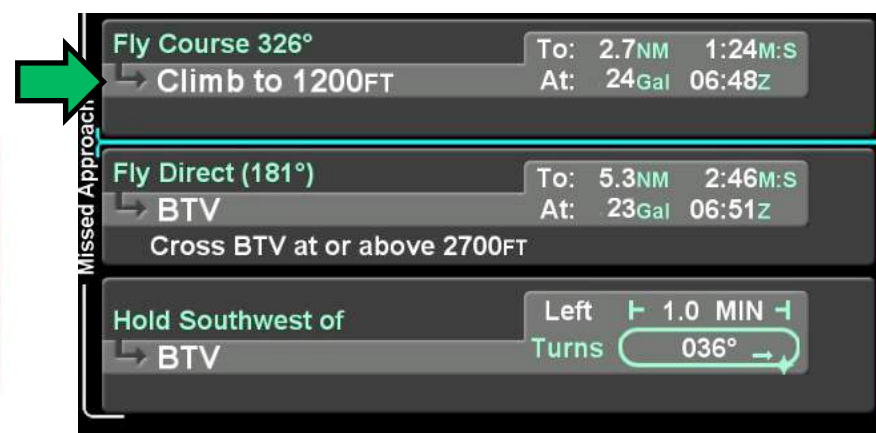 Missed Approach
Fly Course 326°
To: 2.7NM 1:24M:S
Climb to 1200FT
At: 24Gal 06:48Z
Fly Direct (181°)
To: 5.3NM 2:46M:S
BTV
At: 23Gal 06:51Z
Cross BTV at or above 2700FT
Hold Southwest of
Left 1.0 MIN
BTV
Turns 036°